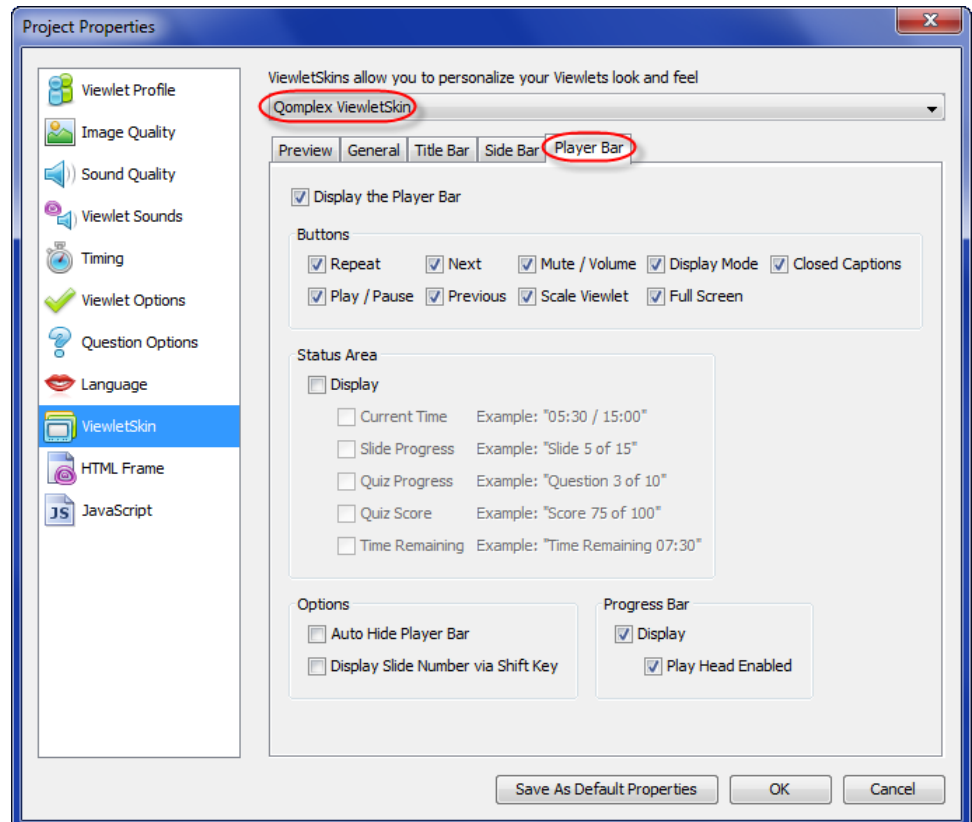 Project Properties
Viewlet Profile
Image Quality
Sound Quality
Viewlet Sounds
Timing
Viewlet Options
Question Options
Language
ViewletSkin
HTML Frame
JS JavaScript
ViewletSkins allow you to personalize your Viewlets look and feel
Qomplex ViewletSkin
Preview General Title Bar Side Bar Player Bar
Display the Player Bar
Buttons
Repeat Next Mute / Volume Display Mode Closed Captions
Play / Pause Previous Scale Viewlet Full Screen
Status Area
Display
Current Time Example: "05:30 / 15:00"
Slide Progress Example: "Slide 5 of 15"
Quiz Progress Example: "Question 3 of 10"
Quiz Score Example: "Score 75 of 100"
Time Remaining Example: "Time Remaining 07:30"
Options
Auto Hide Player Bar
Display Slide Number via Shift Key
Progress Bar
Display
Play Head Enabled
Save As Default Properties OK Cancel